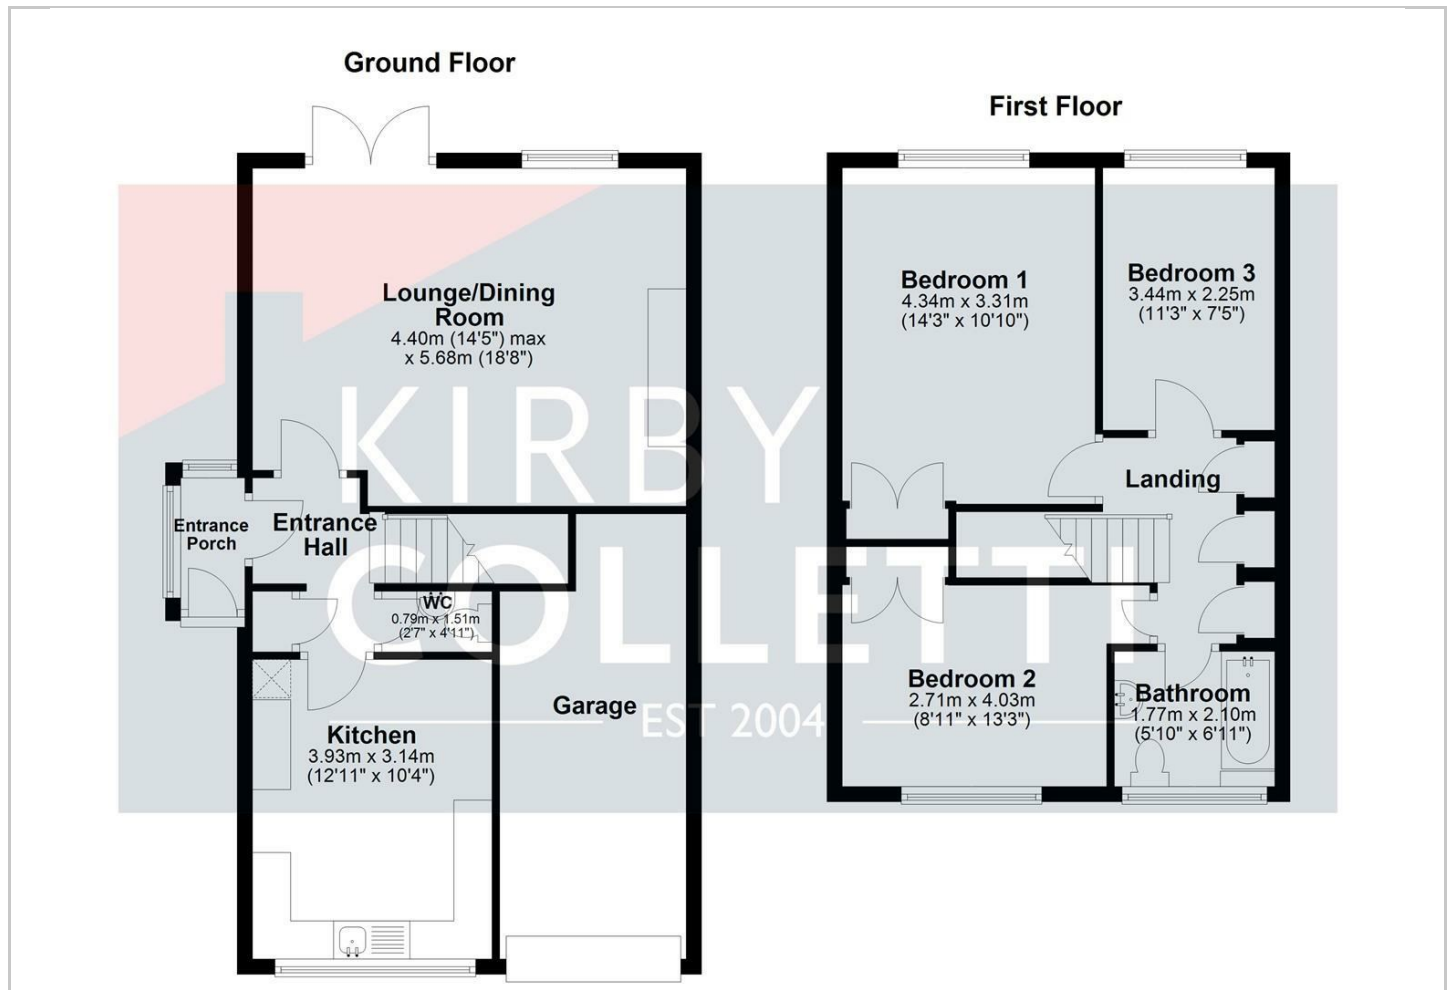 Ground Floor
First Floor
Lounge/Dining
Room
4.40m (14'5") max
x 5.68m (18'8")
Bedroom 1
4.34m x 3.31m
(14'3" x 10'10")
Bedroom 3
3.44m x 2.25m
(11'3" x 7'5")
KIRBY
COLLETTI
EST 2004
Entrance
Porch
Entrance
Hall
Landing
WC
0.79m x 1.51m
(2'7" x 4'11")
Kitchen
3.93m x 3.14m
(12'11" x 10'4")
Garage
Bedroom 2
2.71m x 4.03m
(8'11" x 13'3")
Bathroom
1.77m x 2.10m
(5'10" x 6'11")